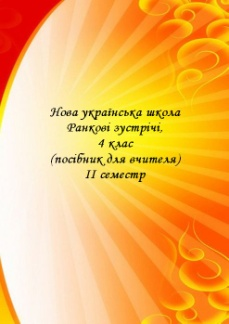 Нова українська школа
Ранкові зустрічі,
4 клас
(посібник для вчителя)
ІІ семестр